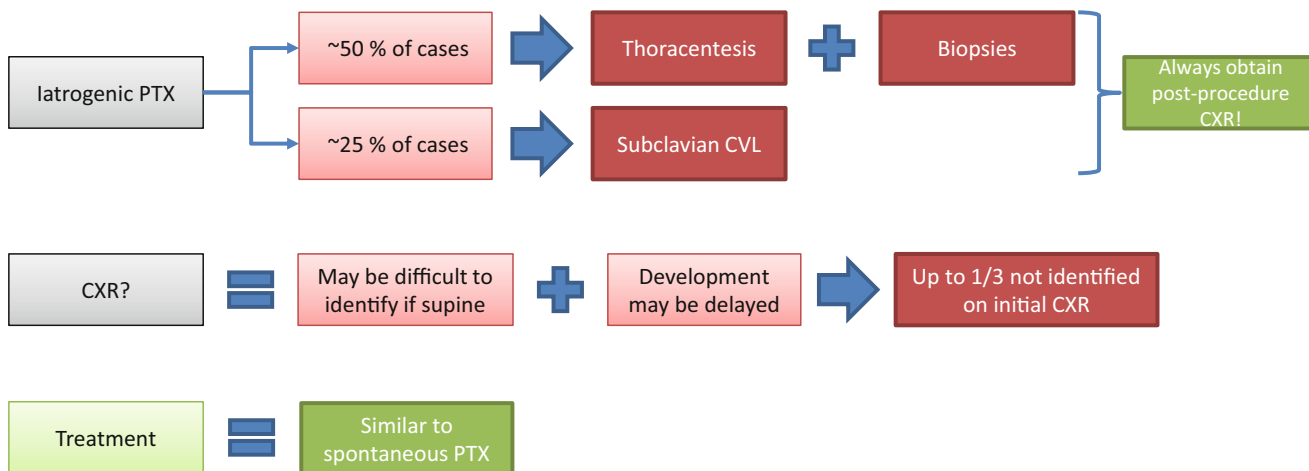 Iatrogenic PTX
~50 % of cases
Thoracentesis
Biopsies
~25 % of cases
Subclavian CVL
Always obtain
post-procedure
CXR!
CXR?
May be difficult to
identify if supine
Development
may be delayed
Up to 1/3 not identified
on initial CXR
Treatment
Similar to
spontaneous PTX